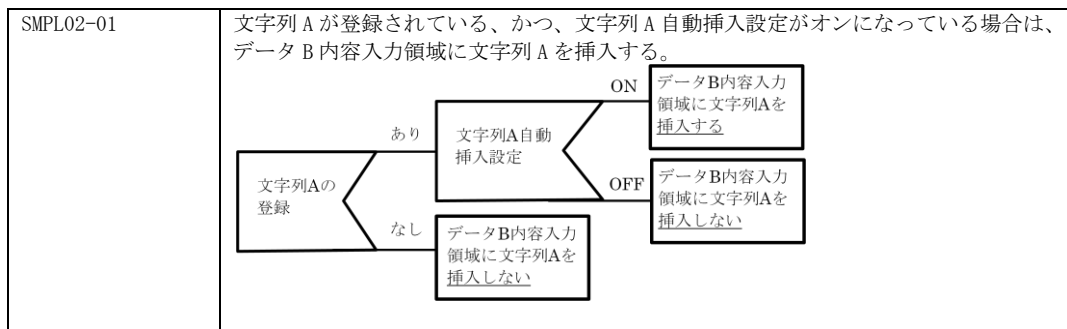 SMPL02-01
文字列 A が登録されている、かつ、文字列 A 自動挿入設定がオンになっている場合は、
データ B 内容入力領域に文字列 A を挿入する。
文字列Aの
登録
あり
文字列A自動
挿入設定
ON
データB内容入力
領域に文字列Aを
挿入する
OFF
データB内容入力
領域に文字列Aを
挿入しない
なし
データB内容入力
領域に文字列Aを
挿入しない